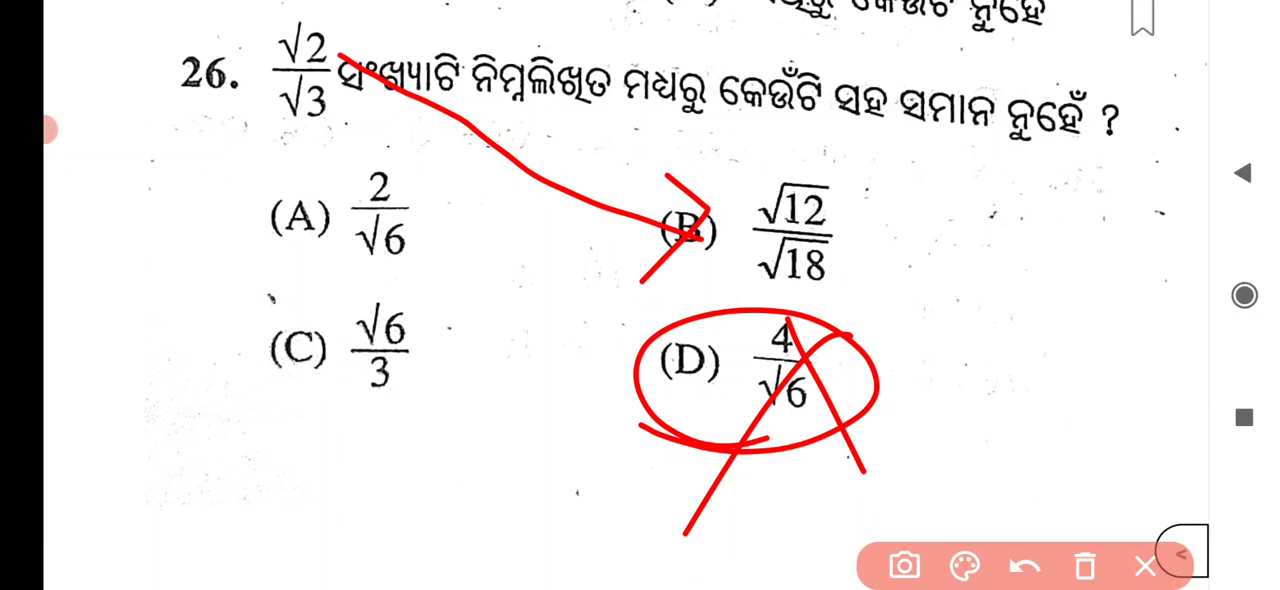 କେଉଁଟି ନୁହେଁ
26. √2/√3 ସଂଖ୍ୟାଟି ନିମ୍ନଲିଖିତ ମଧ୍ୟରୁ କେଉଁଟି ସହ ସମାନ ନୁହେଁ ?
(A) 2/√6 (B) √12/√18
(C) √6/3 (D) 4/√6